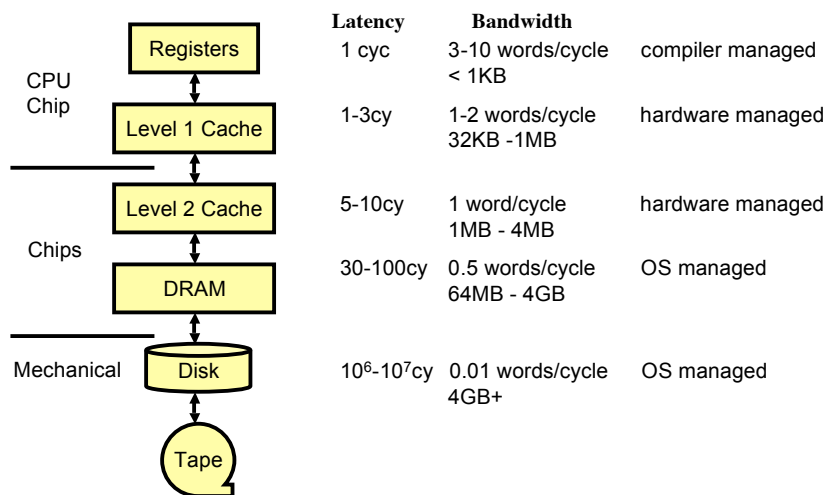 Latency Bandwidth
Registers 1 cyc 3-10 words/cycle compiler managed
< 1KB
CPU
Chip
Level 1 Cache 1-3cy 1-2 words/cycle hardware managed
32KB -1MB
Level 2 Cache 5-10cy 1 word/cycle hardware managed
1MB - 4MB
Chips
DRAM 30-100cy 0.5 words/cycle OS managed
64MB - 4GB
Mechanical Disk 10⁶-10⁷cy 0.01 words/cycle OS managed
4GB+
Tape